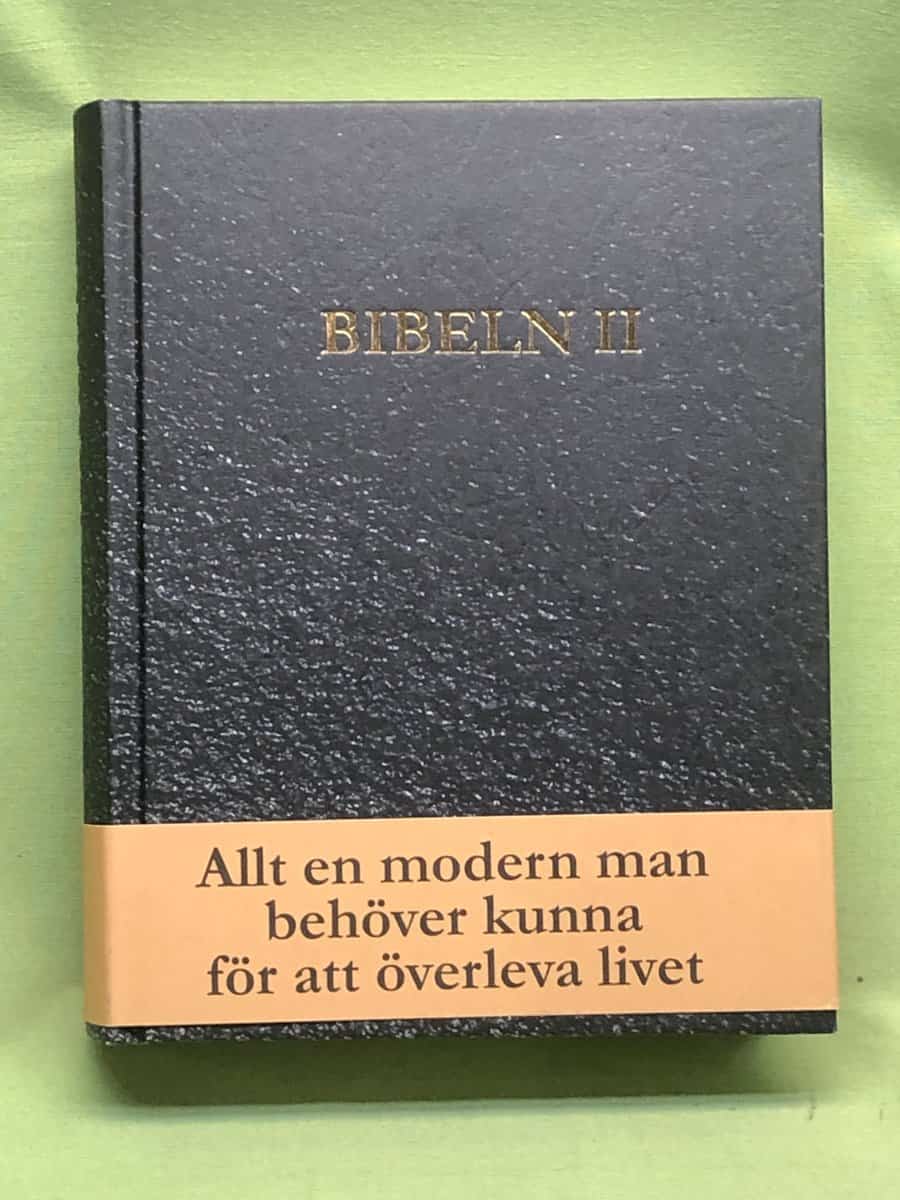 BIBELN II
Allt en modern man
behöver kunna
för att överleva livet